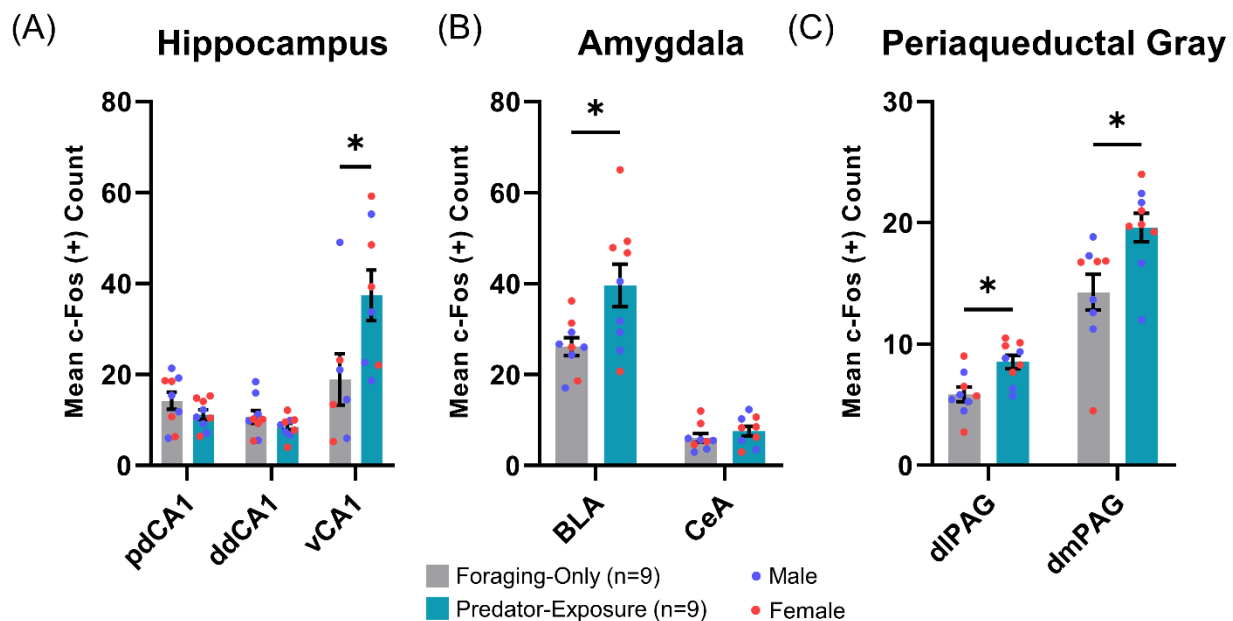 (A)
Hippocampus
Mean c-Fos (+) Count
80
60
40
20
0
*
pdCA1
ddCA1
vCA1
(B)
Amygdala
Mean c-Fos (+) Count
80
60
40
20
0
*
BLA
CeA
(C)
Periaqueductal Gray
Mean c-Fos (+) Count
30
20
10
0
*
*
dlPAG
dmPAG
Foraging-Only (n=9)
Predator-Exposure (n=9)
Male
Female